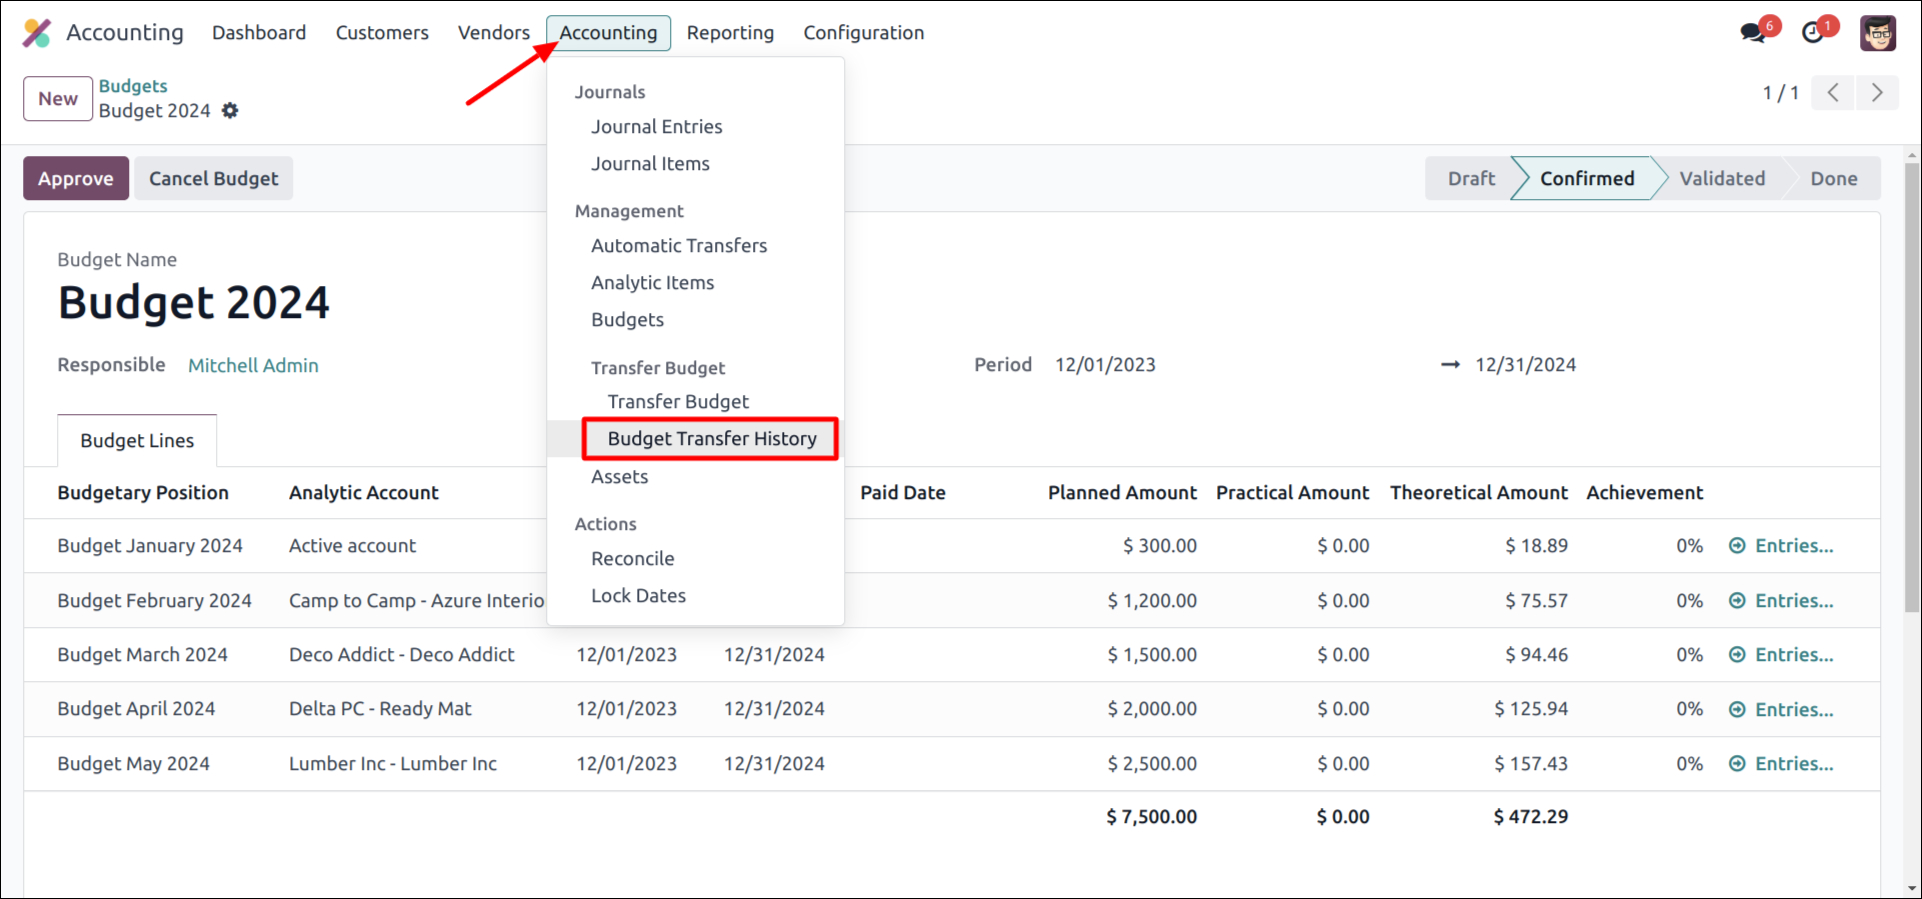 Accounting Dashboard Customers Vendors Accounting Reporting Configuration 6 1
New Budgets
Budget 2024
1 / 1
Approve Cancel Budget Draft Confirmed Validated Done
Journals
Journal Entries
Journal Items
Management
Automatic Transfers
Analytic Items
Budgets
Transfer Budget
Transfer Budget
Budget Transfer History
Assets
Actions
Reconcile
Lock Dates
Budget Name
Budget 2024
Responsible Mitchell Admin Period 12/01/2023 → 12/31/2024
Budget Lines
Budgetary Position Analytic Account Paid Date Planned Amount Practical Amount Theoretical Amount Achievement
Budget January 2024 Active account $ 300.00 $ 0.00 $ 18.89 0% Entries...
Budget February 2024 Camp to Camp - Azure Interio $ 1,200.00 $ 0.00 $ 75.57 0% Entries...
Budget March 2024 Deco Addict - Deco Addict 12/01/2023 12/31/2024 $ 1,500.00 $ 0.00 $ 94.46 0% Entries...
Budget April 2024 Delta PC - Ready Mat 12/01/2023 12/31/2024 $ 2,000.00 $ 0.00 $ 125.94 0% Entries...
Budget May 2024 Lumber Inc - Lumber Inc 12/01/2023 12/31/2024 $ 2,500.00 $ 0.00 $ 157.43 0% Entries...
$ 7,500.00 $ 0.00 $ 472.29